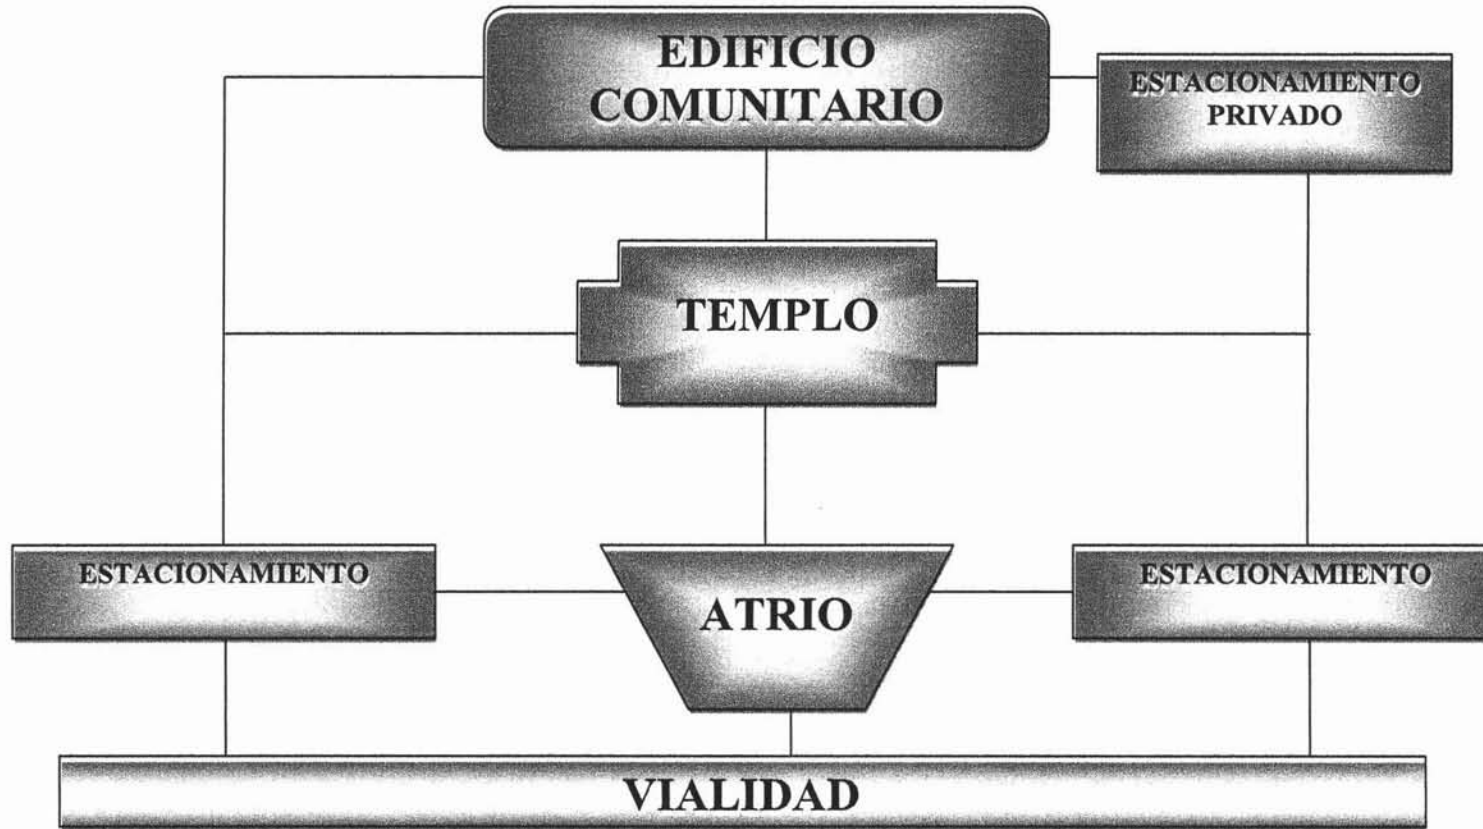 EDIFICIO
COMUNITARIO
ESTACIONAMIENTO
PRIVADO
TEMPLO
ESTACIONAMIENTO
ATRIO
ESTACIONAMIENTO
VIALIDAD